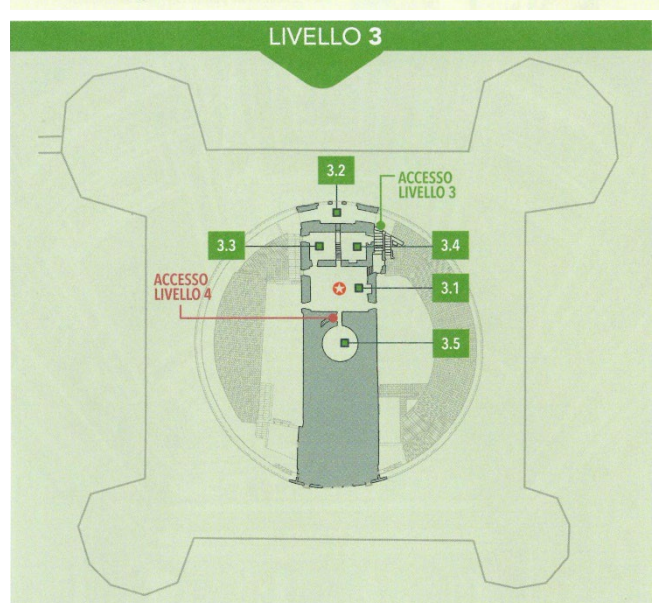 LIVELLO 3
3.2
ACCESSO
LIVELLO 3
3.3
3.4
ACCESSO
LIVELLO 4
3.1
3.5